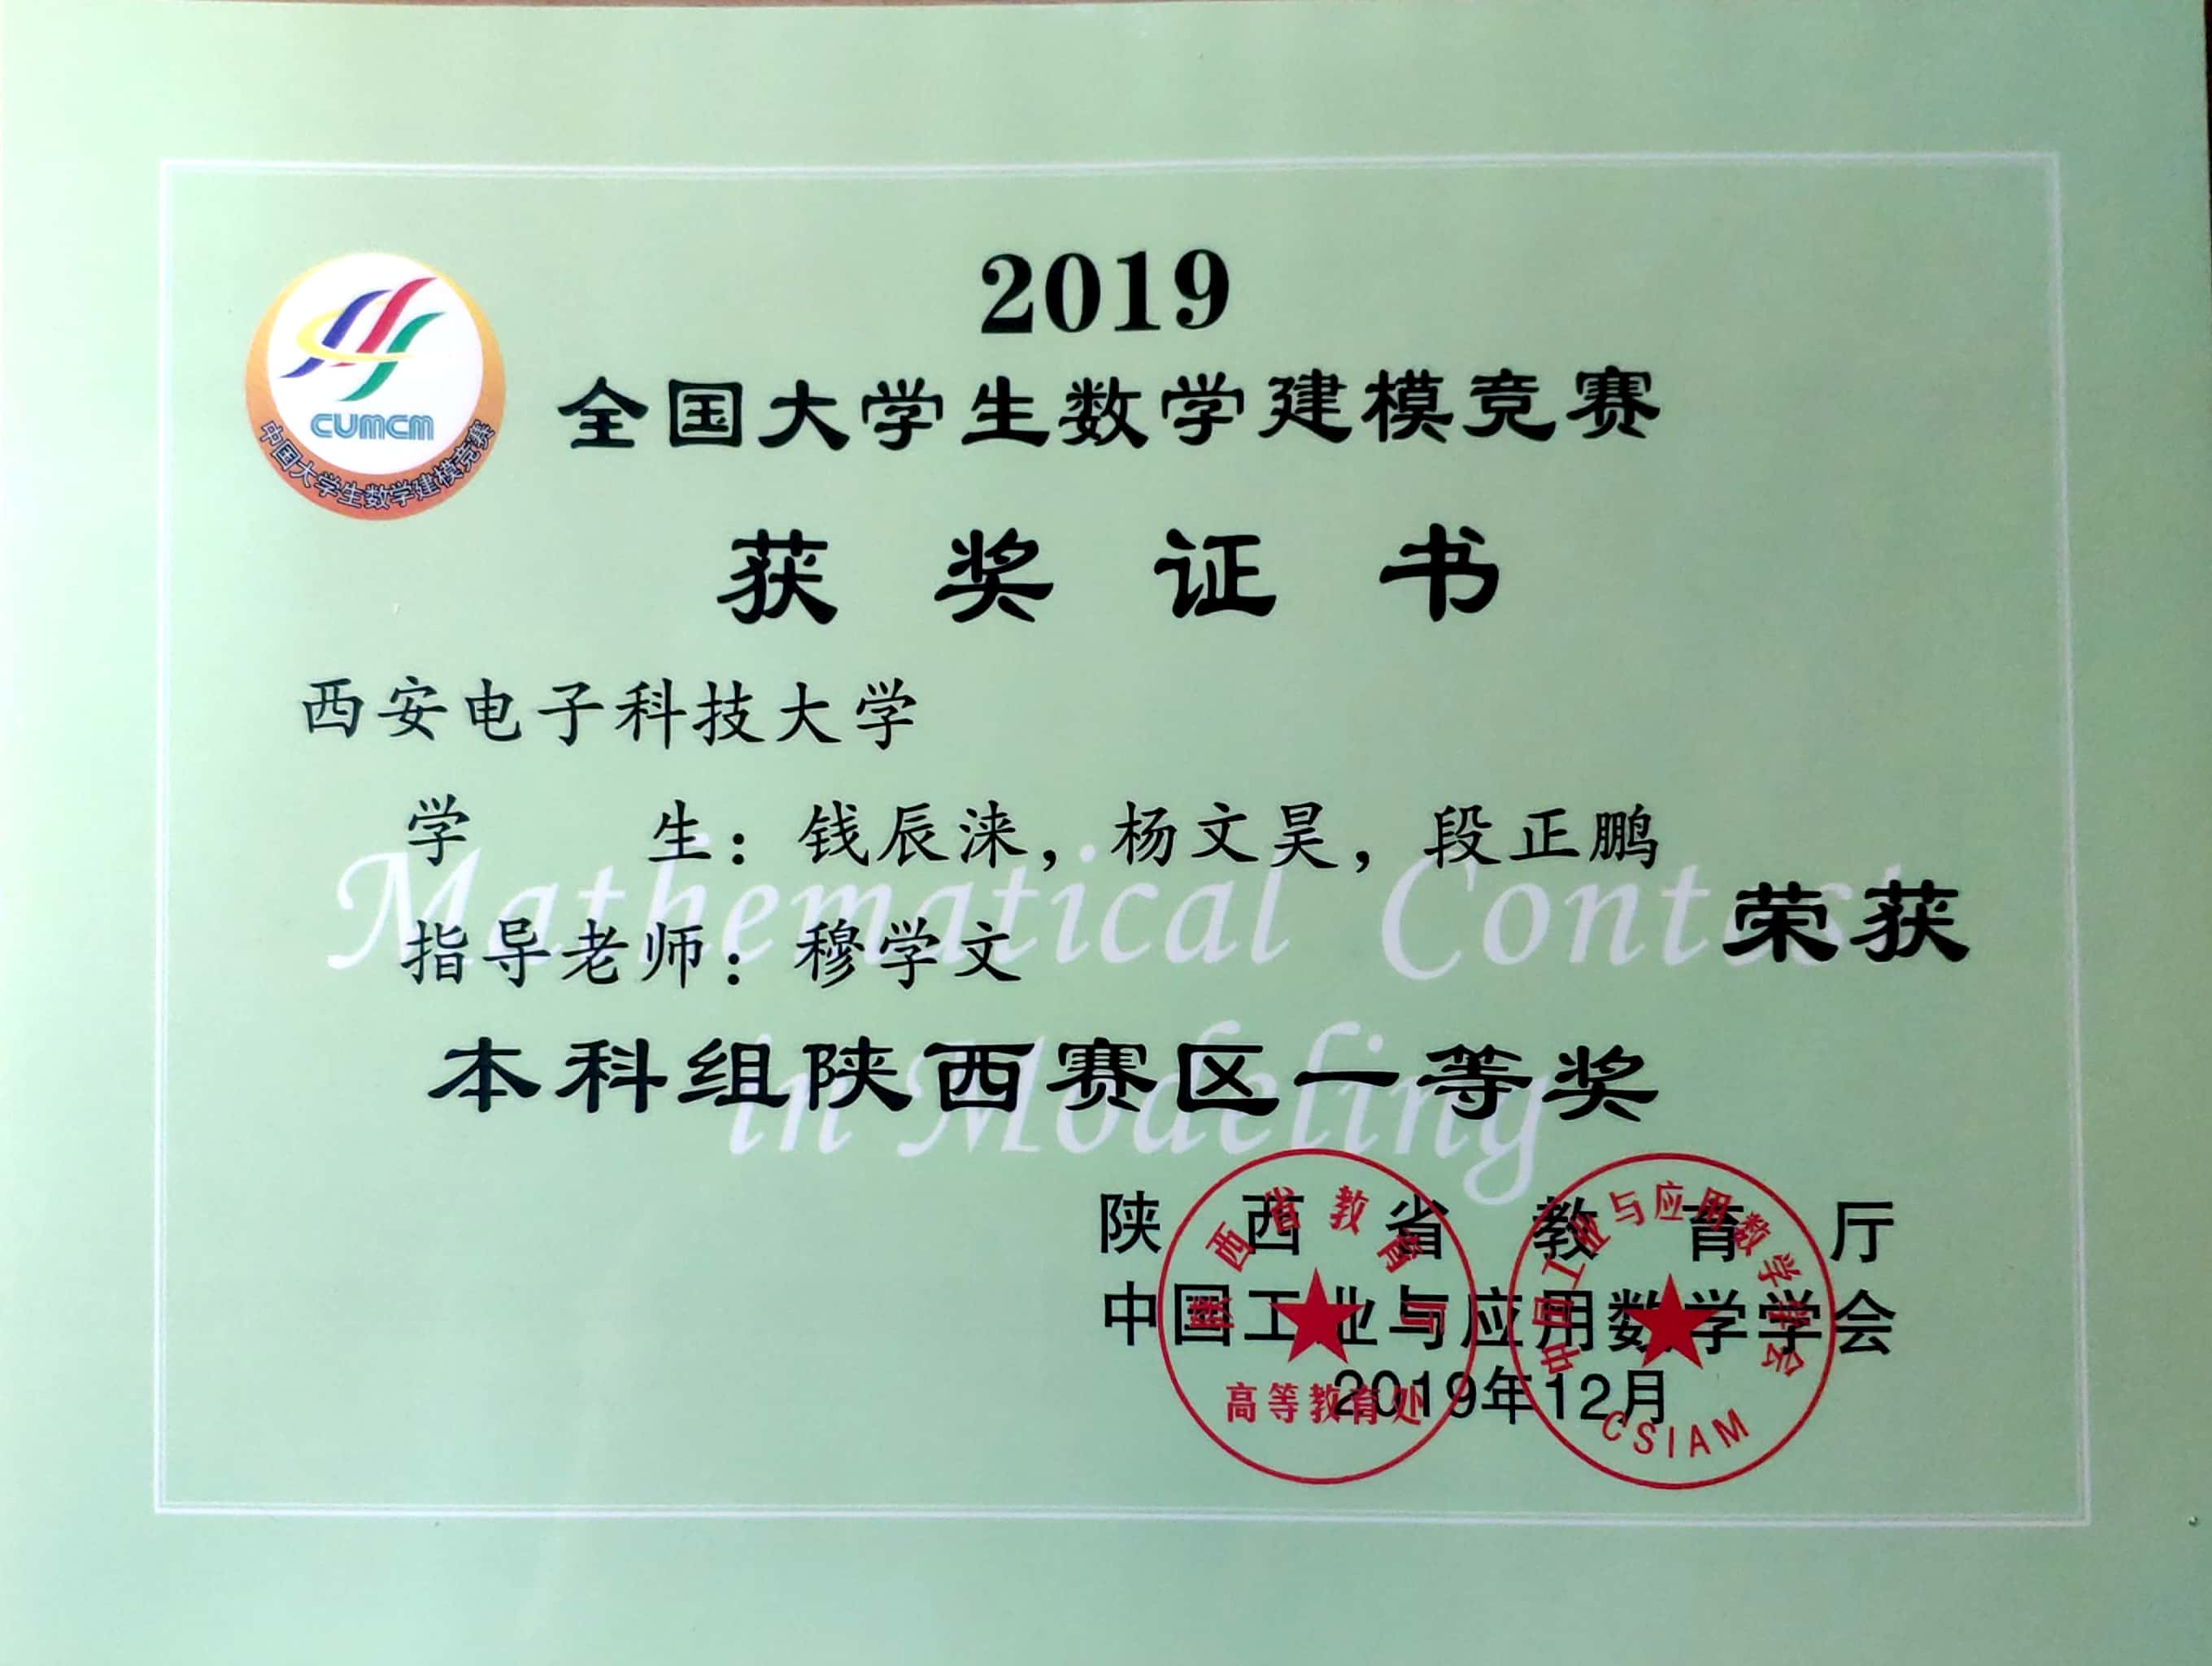 2019
全国大学生数学建模竞赛
CUMCM
中国大学生数学建模竞赛
获奖证书
西安电子科技大学
学生：钱辰涞，杨文昊，段正鹏
指导老师：穆学文
荣获
Mathematical Contest
in Modeling
本科组陕西赛区一等奖
陕西省教育厅
中国工业与应用数学学会
2019年12月
陕西省教育厅
高等教育处
中国工业与应用数学学会
CSIAM